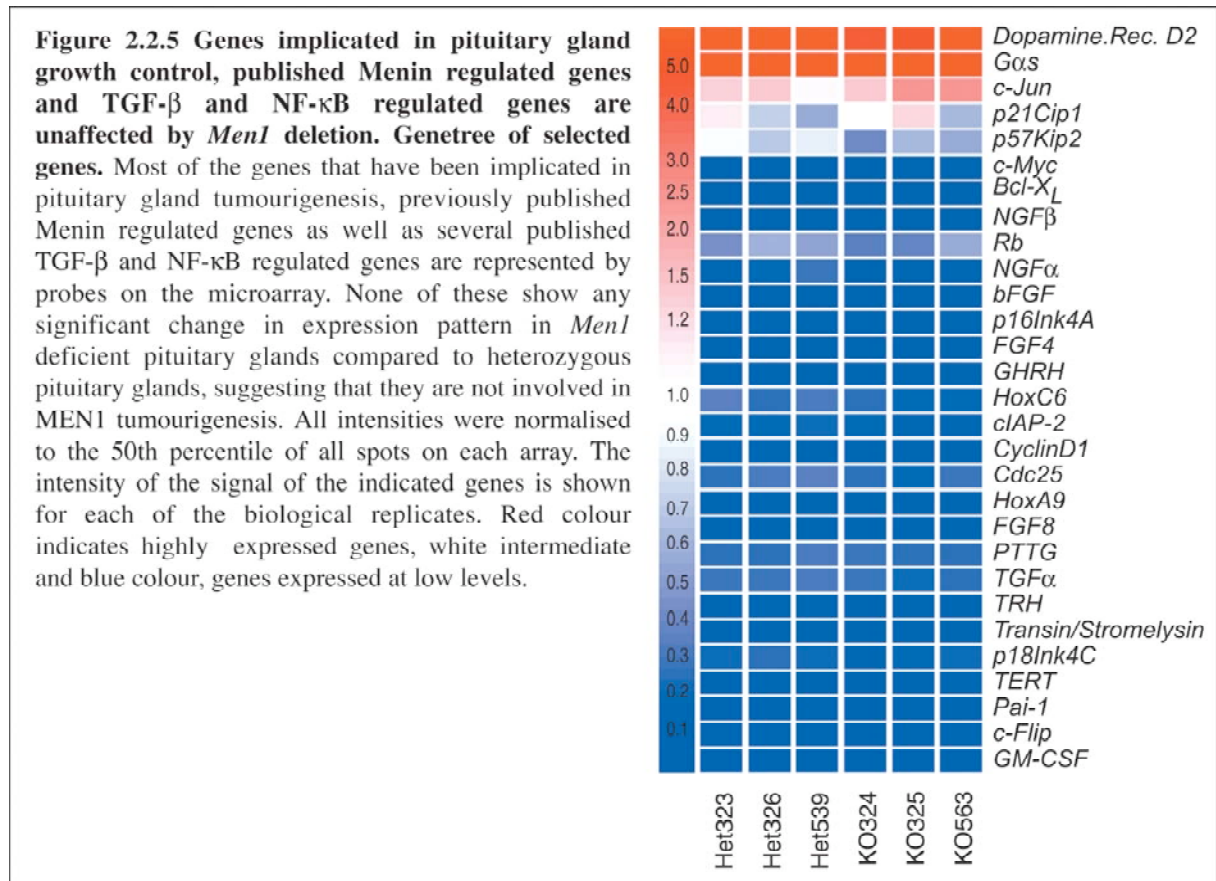 Figure 2.2.5 Genes implicated in pituitary gland
growth control, published Menin regulated genes
and TGF-β and NF-κB regulated genes are
unaffected by Men1 deletion. Genetree of selected
genes. Most of the genes that have been implicated in
pituitary gland tumourigenesis, previously published
Menin regulated genes as well as several published
TGF-β and NF-κB regulated genes are represented by
probes on the microarray. None of these show any
significant change in expression pattern in Men1
deficient pituitary glands compared to heterozygous
pituitary glands, suggesting that they are not involved in
MEN1 tumourigenesis. All intensities were normalised
to the 50th percentile of all spots on each array. The
intensity of the signal of the indicated genes is shown
for each of the biological replicates. Red colour
indicates highly expressed genes, white intermediate
and blue colour, genes expressed at low levels.
5.0
4.0
3.0
2.5
2.0
1.5
1.2
1.0
0.9
0.8
0.7
0.6
0.5
0.4
0.3
0.2
0.1
Dopamine.Rec. D2
Gαs
c-Jun
p21Cip1
p57Kip2
c-Myc
Bcl-XL
NGFβ
Rb
NGFα
bFGF
p16Ink4A
FGF4
GHRH
HoxC6
cIAP-2
CyclinD1
Cdc25
HoxA9
FGF8
PTTG
TGFα
TRH
Transin/Stromelysin
p18Ink4C
TERT
Pai-1
c-Flip
GM-CSF
Het323
Het326
Het539
KO324
KO325
KO563